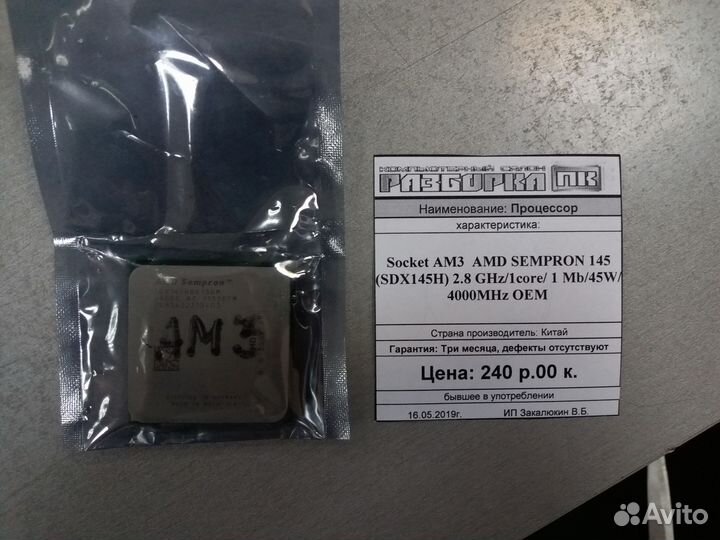 AMD Sempron™
AM3
КОМПЬЮТЕРНЫЙ САЛОН
РАЗБОРКА ПК
Наименование: Процессор
характеристика:
Socket AM3 AMD SEMPRON 145
(SDX145H) 2.8 GHz/1core/ 1 Mb/45W/
4000MHz OEM
Страна производитель: Китай
Гарантия: Три месяца, дефекты отсутствуют
Цена: 240 р.00 к.
бывшее в употреблении
16.05.2019г. ИП Закалюкин В.Б.
Avito